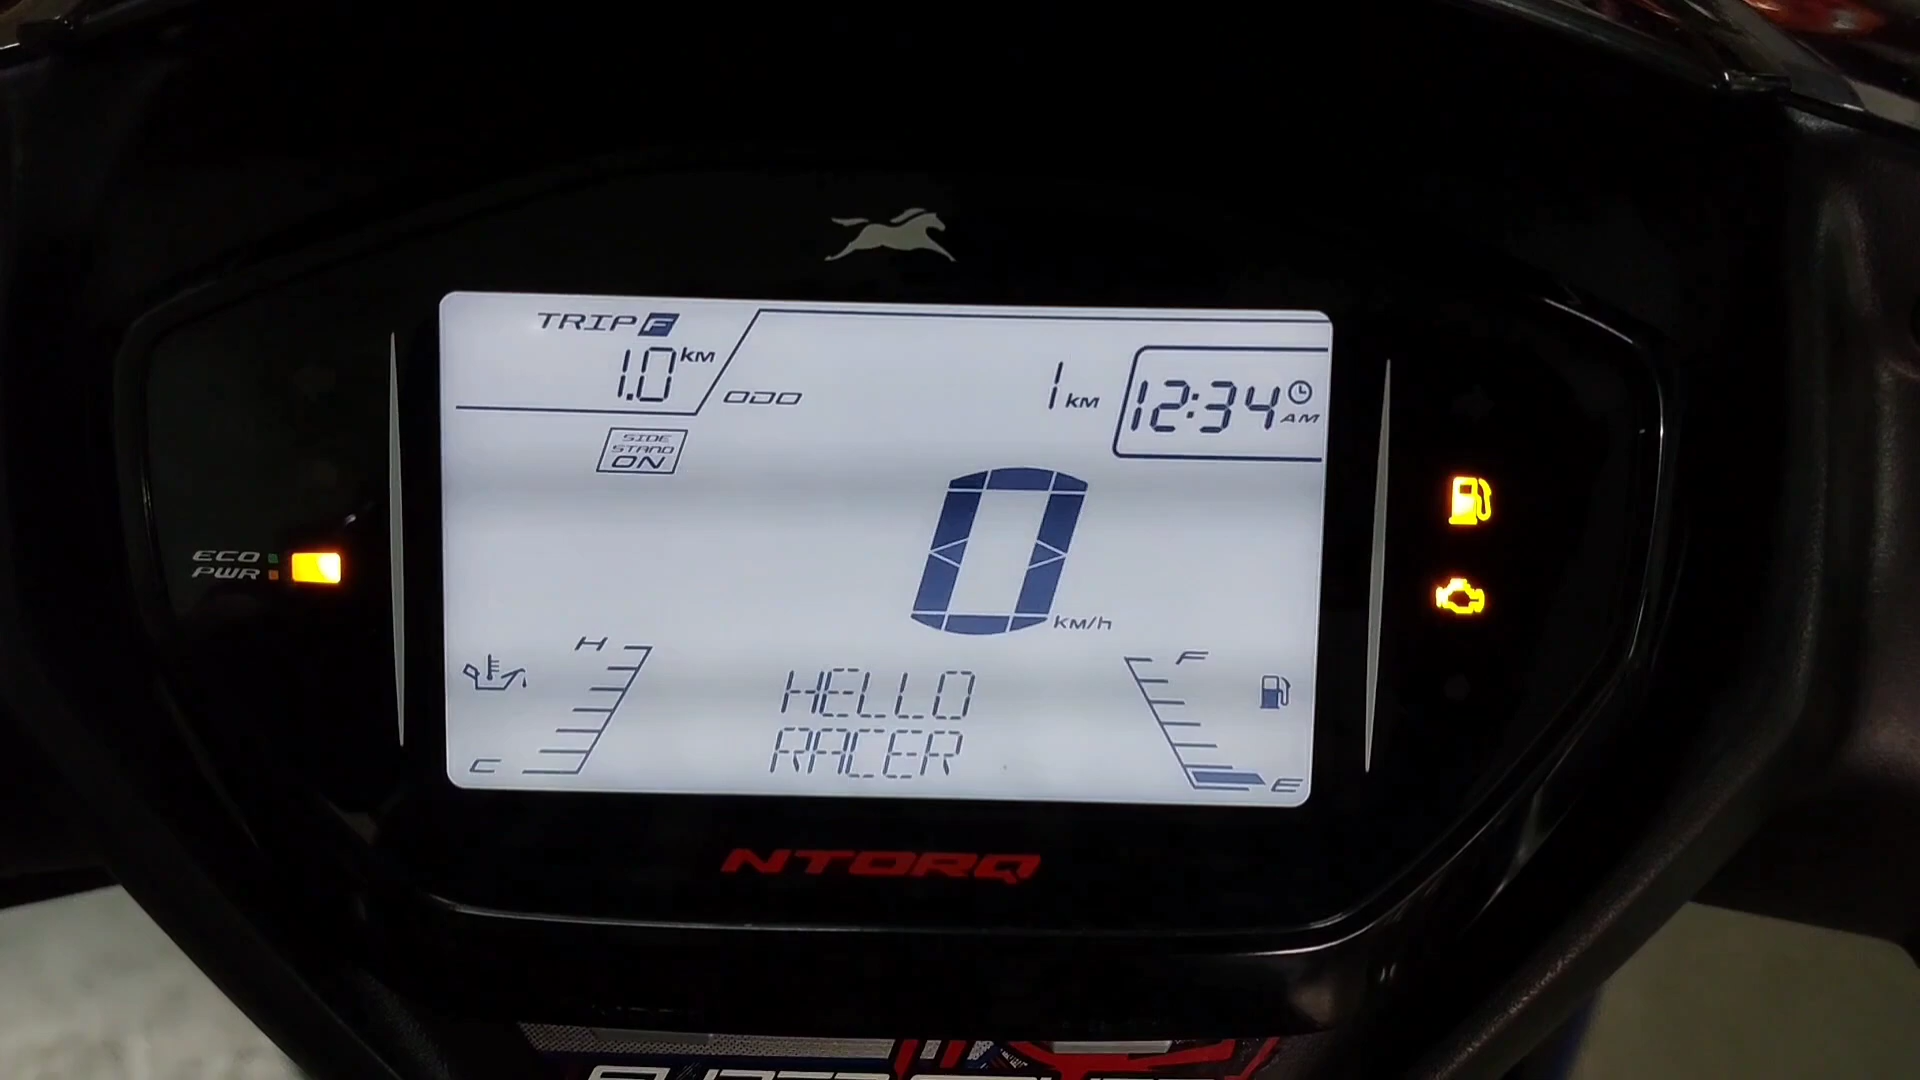 TRIP F
1.0 KM
ODO 1 KM
12:34 AM
SIDE
STAND
ON
ECO
PWR
0 KM/H
H
C
HELLO
RACER
F
E
NTORQ